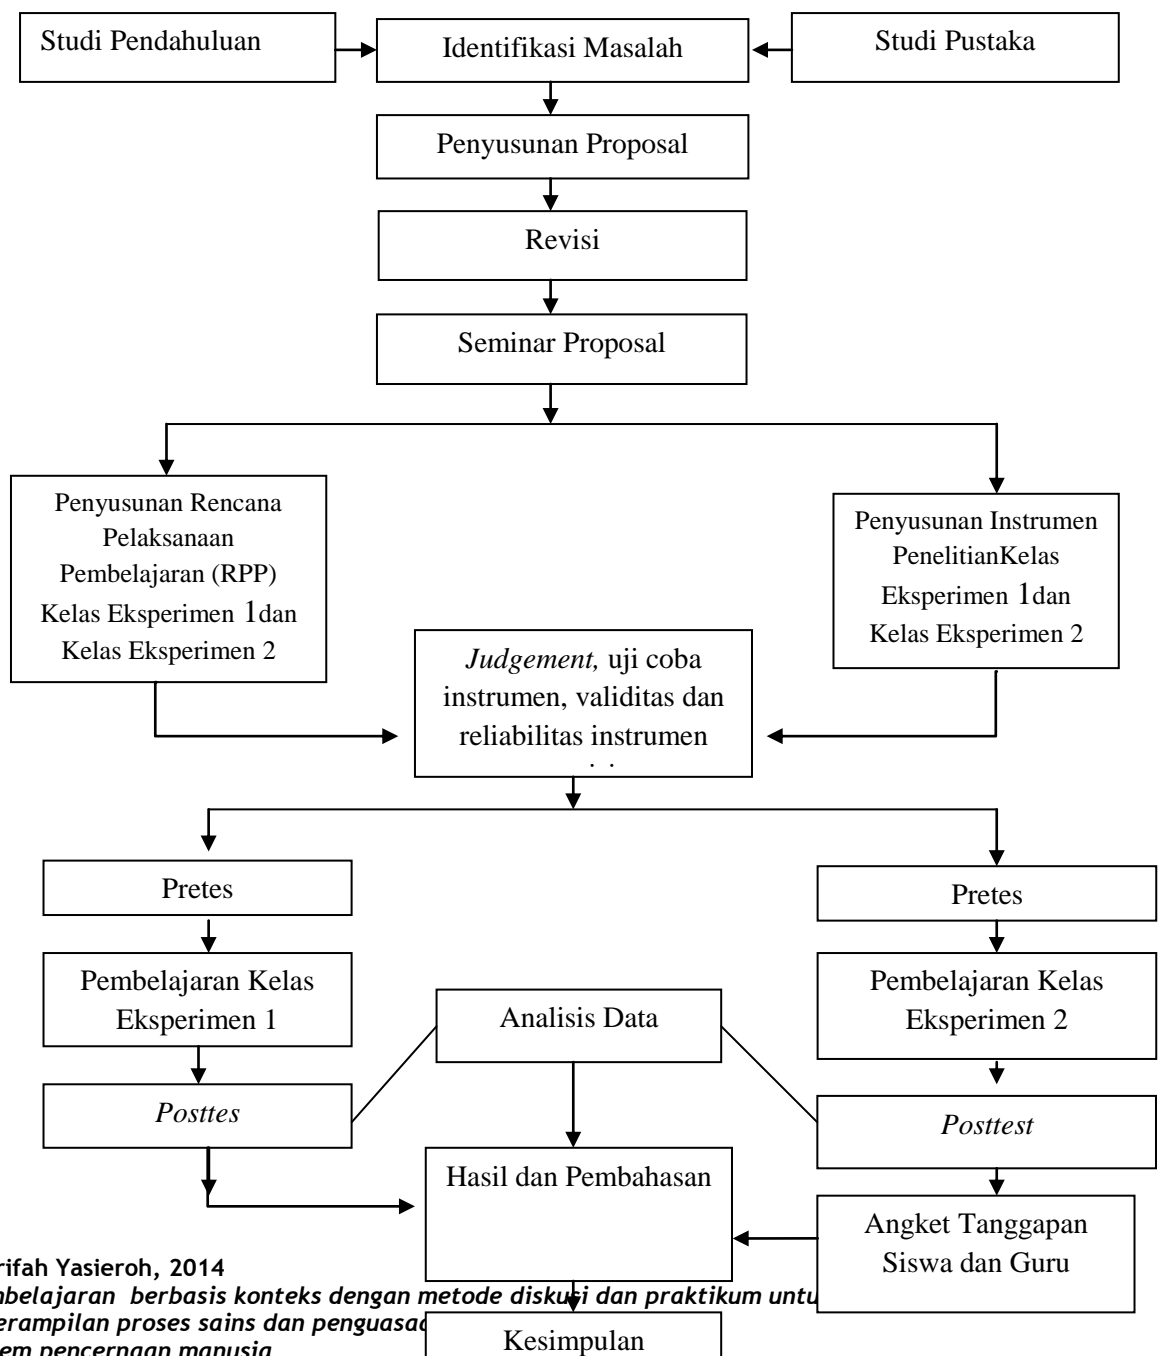 Studi Pendahuluan
Identifikasi Masalah
Studi Pustaka
Penyusunan Proposal
Revisi
Seminar Proposal
Penyusunan Rencana
Pelaksanaan
Pembelajaran (RPP)
Kelas Eksperimen 1dan
Kelas Eksperimen 2
Penyusunan Instrumen
PenelitianKelas
Eksperimen 1dan
Kelas Eksperimen 2
Judgement, uji coba
instrumen, validitas dan
reliabilitas instrumen
Pretes
Pretes
Pembelajaran Kelas
Eksperimen 1
Pembelajaran Kelas
Eksperimen 2
Analisis Data
Posttes
Posttest
Hasil dan Pembahasan
Angket Tanggapan
Siswa dan Guru
rifah Yasieroh, 2014
nbelajaran berbasis konteks dengan metode diskusi dan praktikum untu
erampilan proses sains dan penguasa
tem pencernaan manusia
Kesimpulan